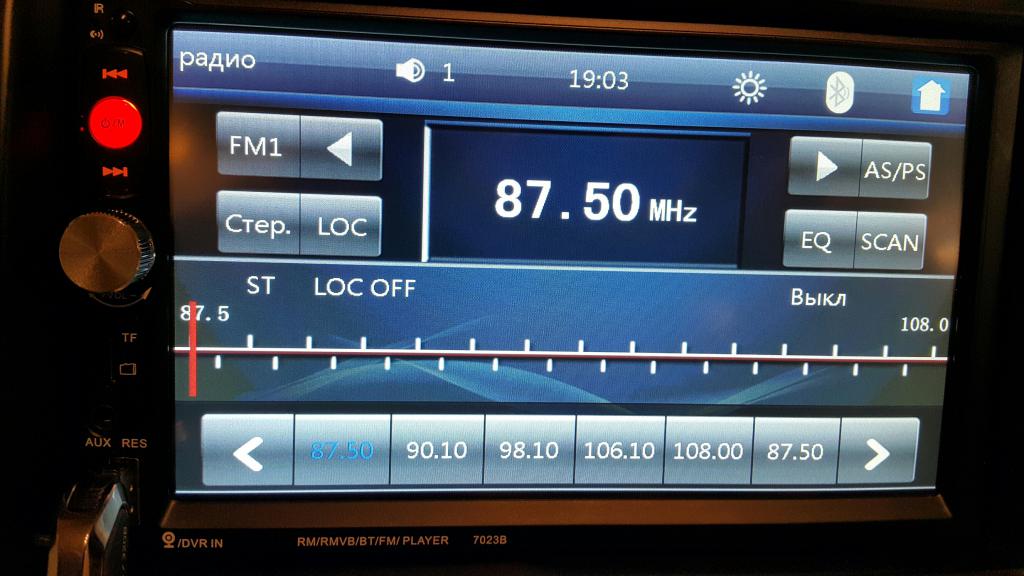 IR
радио 1 19:03
FM1 AS/PS
87.50 MHz
Стер. LOC EQ SCAN
ST LOC OFF Выкл
87.5 108.0
87.50 90.10 98.10 106.10 108.00 87.50
/M
TF
AUX RES
/DVR IN RM/RMVB/BT/FM/ PLAYER 7023B